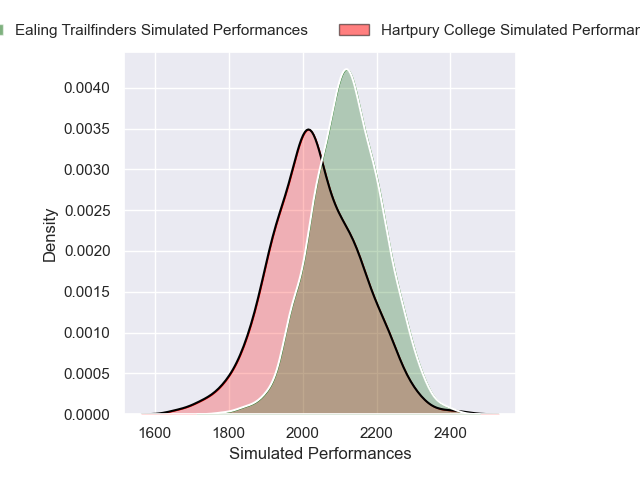 Ealing Trailfinders Simulated Performances Hartpury College Simulated
0.0040
0.0035
0.0030
0.0025
0.0020
0.0015
0.0010
0.0005
0.0000
Density
1600 1800 2000 2200 2400
Simulated Performances